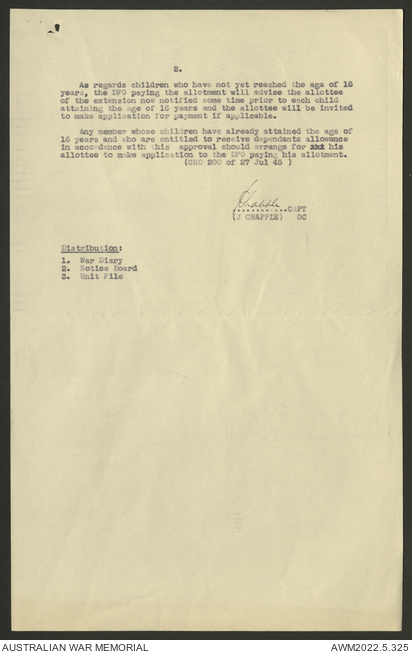 2.
As regards children who have not yet reached the aga of 16
years, the DFO paying the allotment will advise the allottee
of the extension now notified some time prior to each child
attaining the age of 16 years and the allottee will be invited
to make application for payment if applicable.
Any member whose children have already attained the age of
16 years and who are entitled to receive dependants allowance
in accordance with this approval should arrange for xxx his
allottee to make application to the DFO paying his allotment.
(GRO 200 of 27 Jul 45 )
JChapple
............CAPT
(J CHAPPLE) OC
Distribution:
1. War Diary
2. Notice Board
3. Unit File
AUSTRALIAN WAR MEMORIAL
AWM2022.5.325